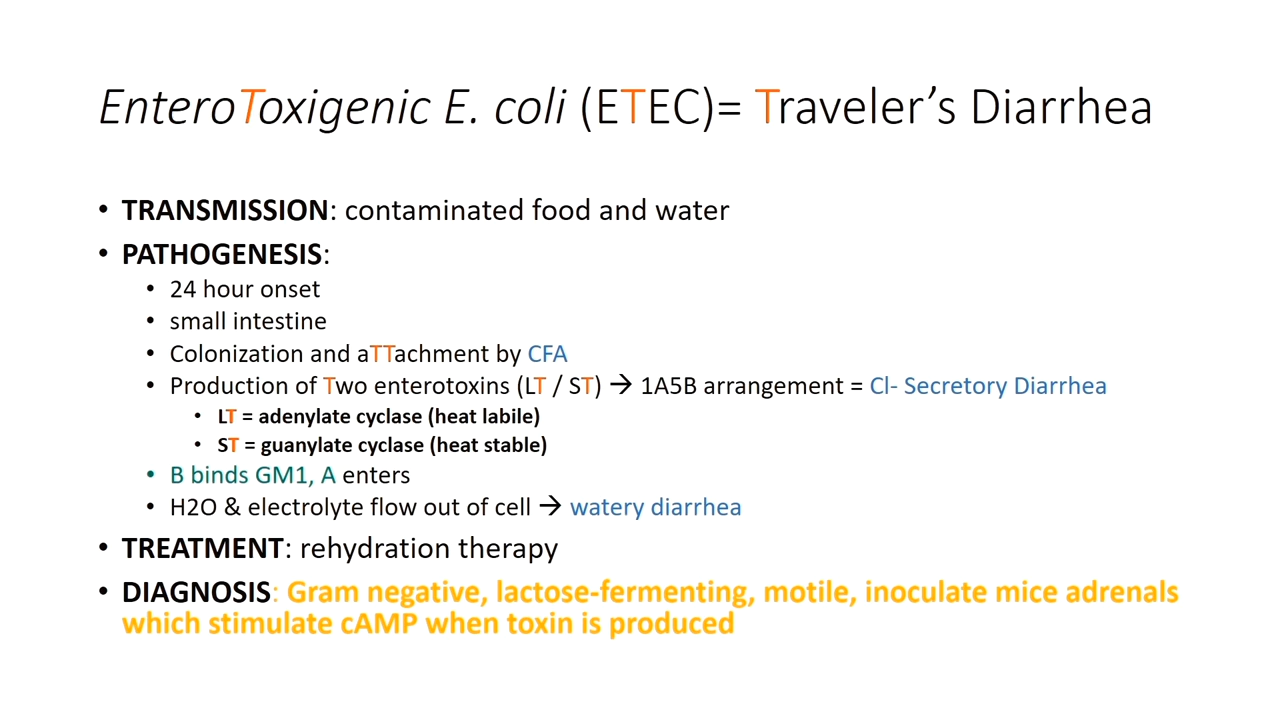 EnteroToxigenic E. coli (ETEC)= Traveler’s Diarrhea
• TRANSMISSION: contaminated food and water
• PATHOGENESIS:
• 24 hour onset
• small intestine
• Colonization and aTTachment by CFA
• Production of Two enterotoxins (LT / ST) → 1A5B arrangement = Cl- Secretory Diarrhea
• LT = adenylate cyclase (heat labile)
• ST = guanylate cyclase (heat stable)
• B binds GM1, A enters
• H2O & electrolyte flow out of cell → watery diarrhea
• TREATMENT: rehydration therapy
• DIAGNOSIS: Gram negative, lactose-fermenting, motile, inoculate mice adrenals
which stimulate cAMP when toxin is produced